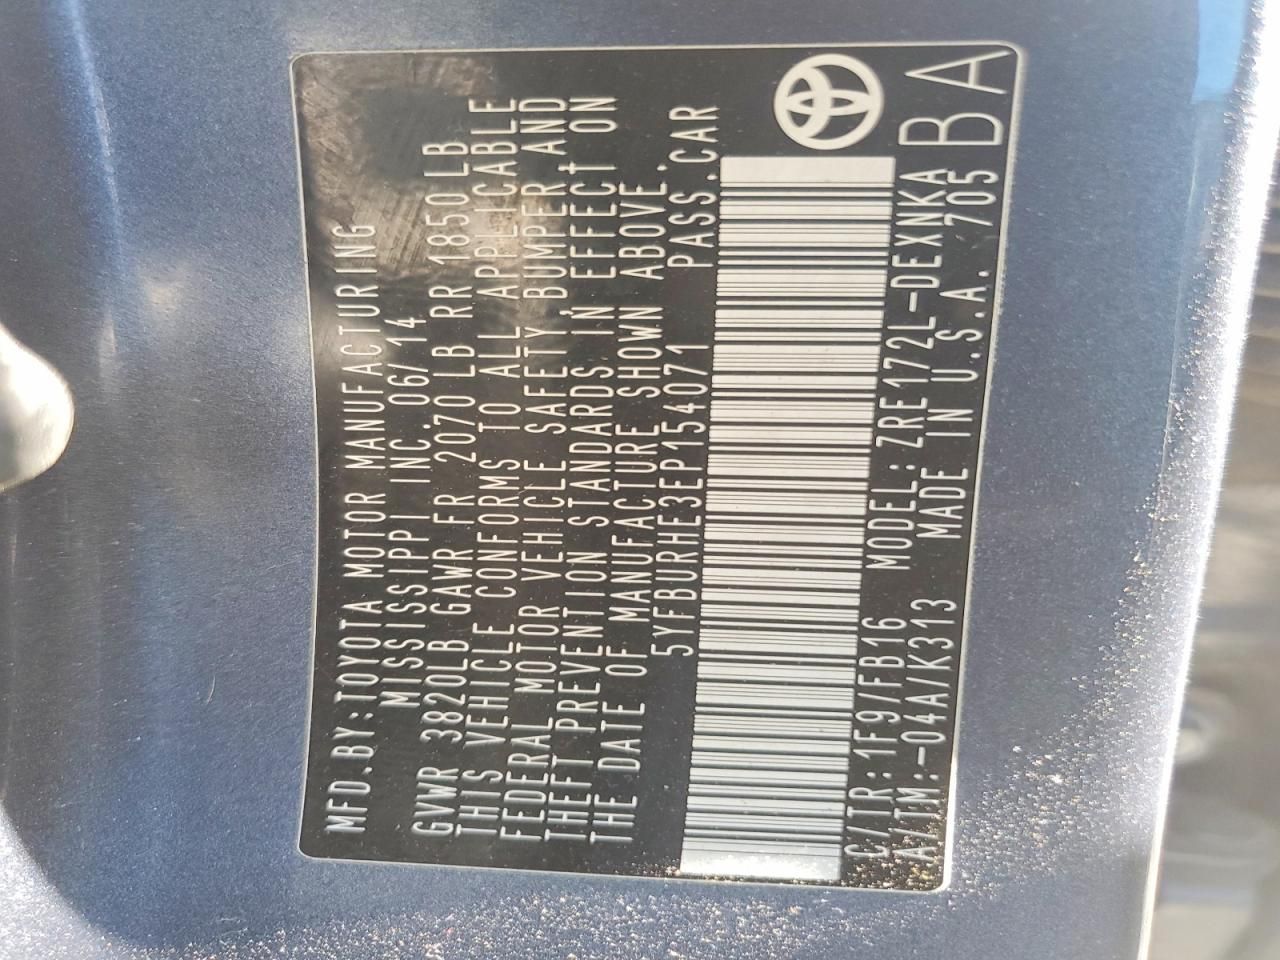 MFD.BY:TOYOTA MOTOR MANUFACTURING
MISSISSIPPI INC. 06/14
GVWR 3820LB GAWR FR 2070 LB RR 1850LB
THIS VEHICLE CONFORMS TO ALL APPLICABLE
FEDERAL MOTOR VEHICLE SAFETY, BUMPER AND
THEFT PREVENTION STANDARDS IN EFFECT ON
THE DATE OF MANUFACTURE SHOWN ABOVE.
5YFBURHE3EP154071 PASS.CAR
C/TR: 1F9/FB16 MODEL: ZRE172L-DEXNKA BA
A/TM:-04A/K313 MADE IN U.S.A. 705